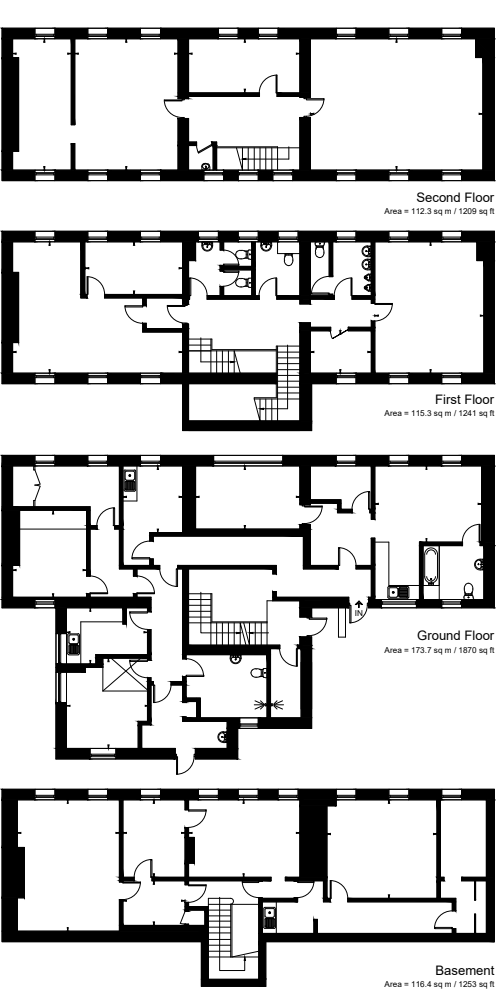 Second Floor
Area = 112.3 sq m / 1209 sq ft
First Floor
Area = 115.3 sq m / 1241 sq ft
IN
Ground Floor
Area = 173.7 sq m / 1870 sq ft
Basement
Area = 116.4 sq m / 1253 sq ft